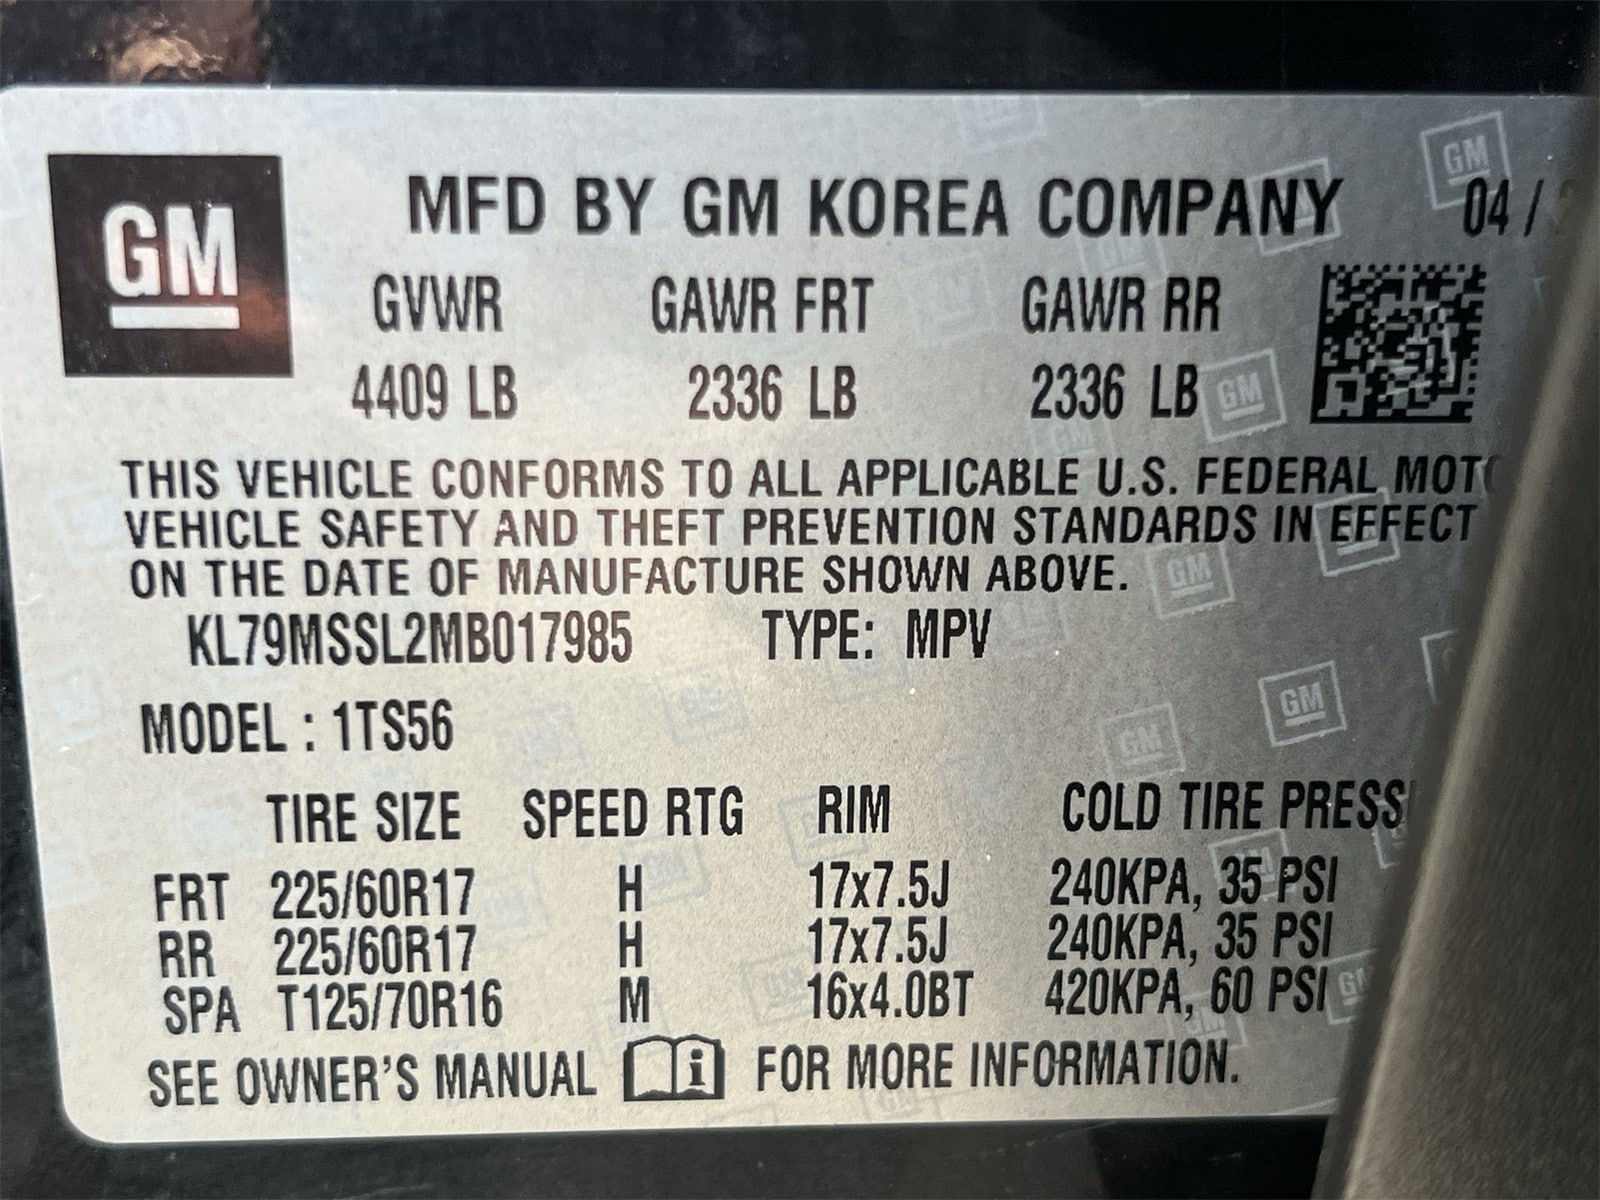 GM
MFD BY GM KOREA COMPANY 04 /
GVWR GAWR FRT GAWR RR
4409 LB 2336 LB 2336 LB
THIS VEHICLE CONFORMS TO ALL APPLICABLE U.S. FEDERAL
VEHICLE SAFETY AND THEFT PREVENTION STANDARDS IN EFFECT
ON THE DATE OF MANUFACTURE SHOWN ABOVE.
KL79MSSL2MB017985 TYPE: MPV
MODEL : 1TS56
TIRE SIZE SPEED RTG RIM COLD TIRE PRESS
FRT 225/60R17 H 17x7.5J 240KPA, 35 PSI
RR 225/60R17 H 17x7.5J 240KPA, 35 PSI
SPA T125/70R16 M 16x4.0BT 420KPA, 60 PSI
SEE OWNER'S MANUAL i FOR MORE INFORMATION.